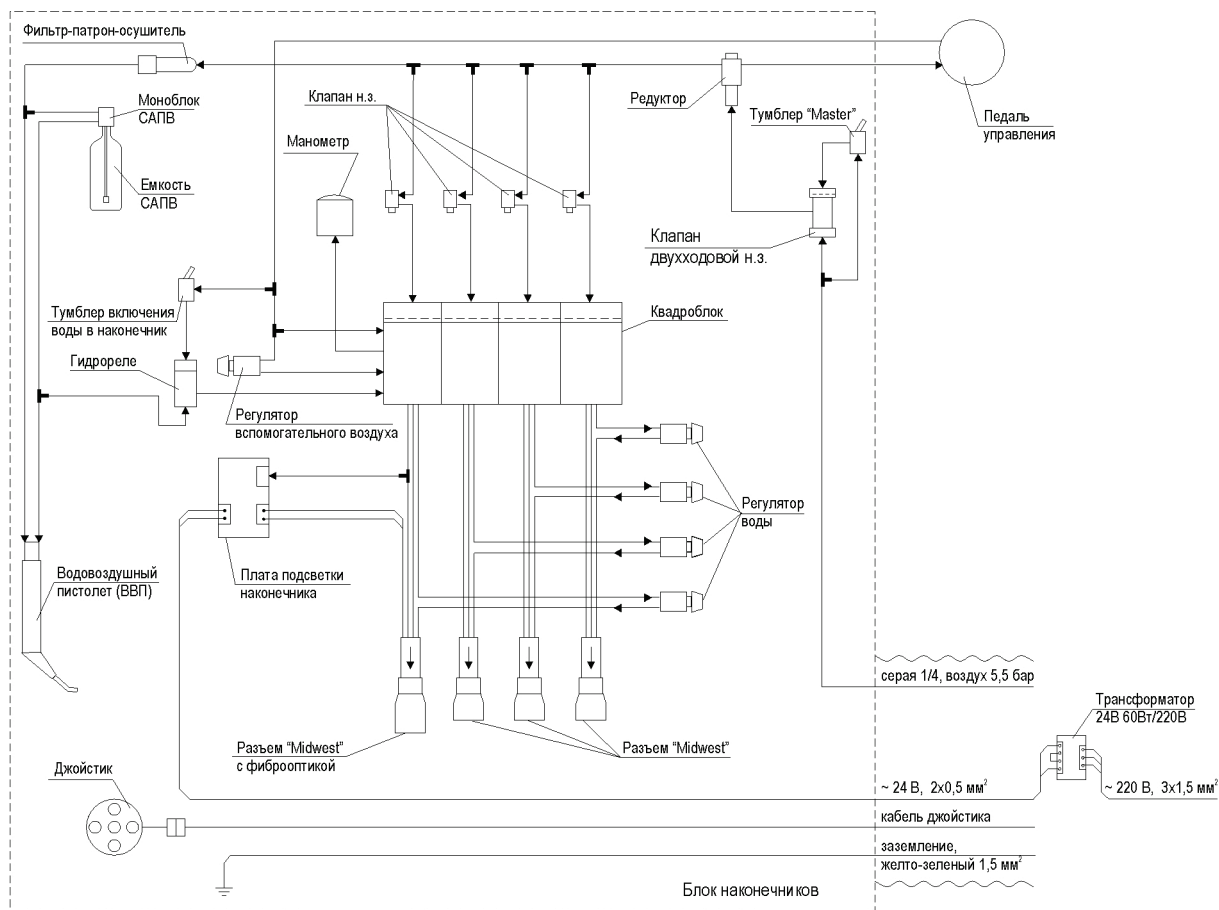 Фильтр-патрон-осушитель
Моноблок
САПВ
Клапан н.з.
Редуктор
Тумблер “Master”
Педаль
управления
Манометр
Емкость
САПВ
Клапан
двухходовой н.з.
Тумблер включения
воды в наконечник
Квадроблок
Гидрореле
Регулятор
вспомогательного воздуха
Регулятор
воды
Водовоздушный
пистолет (ВВП)
Плата подсветки
наконечника
серая 1/4, воздух 5,5 бар
Трансформатор
24В 60Вт/220В
Разъем “Midwest”
с фиброоптикой
Разъем “Midwest”
Джойстик
~ 24 В, 2х0,5 мм²
~ 220 В, 3х1,5 мм²
кабель джойстика
заземление,
желто-зеленый 1,5 мм²
Блок наконечников